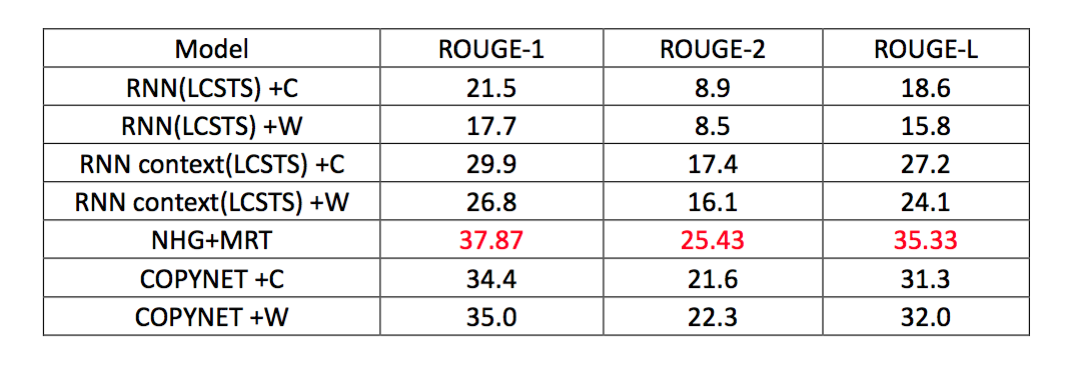 Model ROUGE-1 ROUGE-2 ROUGE-L
RNN(LCSTS) +C 21.5 8.9 18.6
RNN(LCSTS) +W 17.7 8.5 15.8
RNN context(LCSTS) +C 29.9 17.4 27.2
RNN context(LCSTS) +W 26.8 16.1 24.1
NHG+MRT 37.87 25.43 35.33
COPYNET +C 34.4 21.6 31.3
COPYNET +W 35.0 22.3 32.0